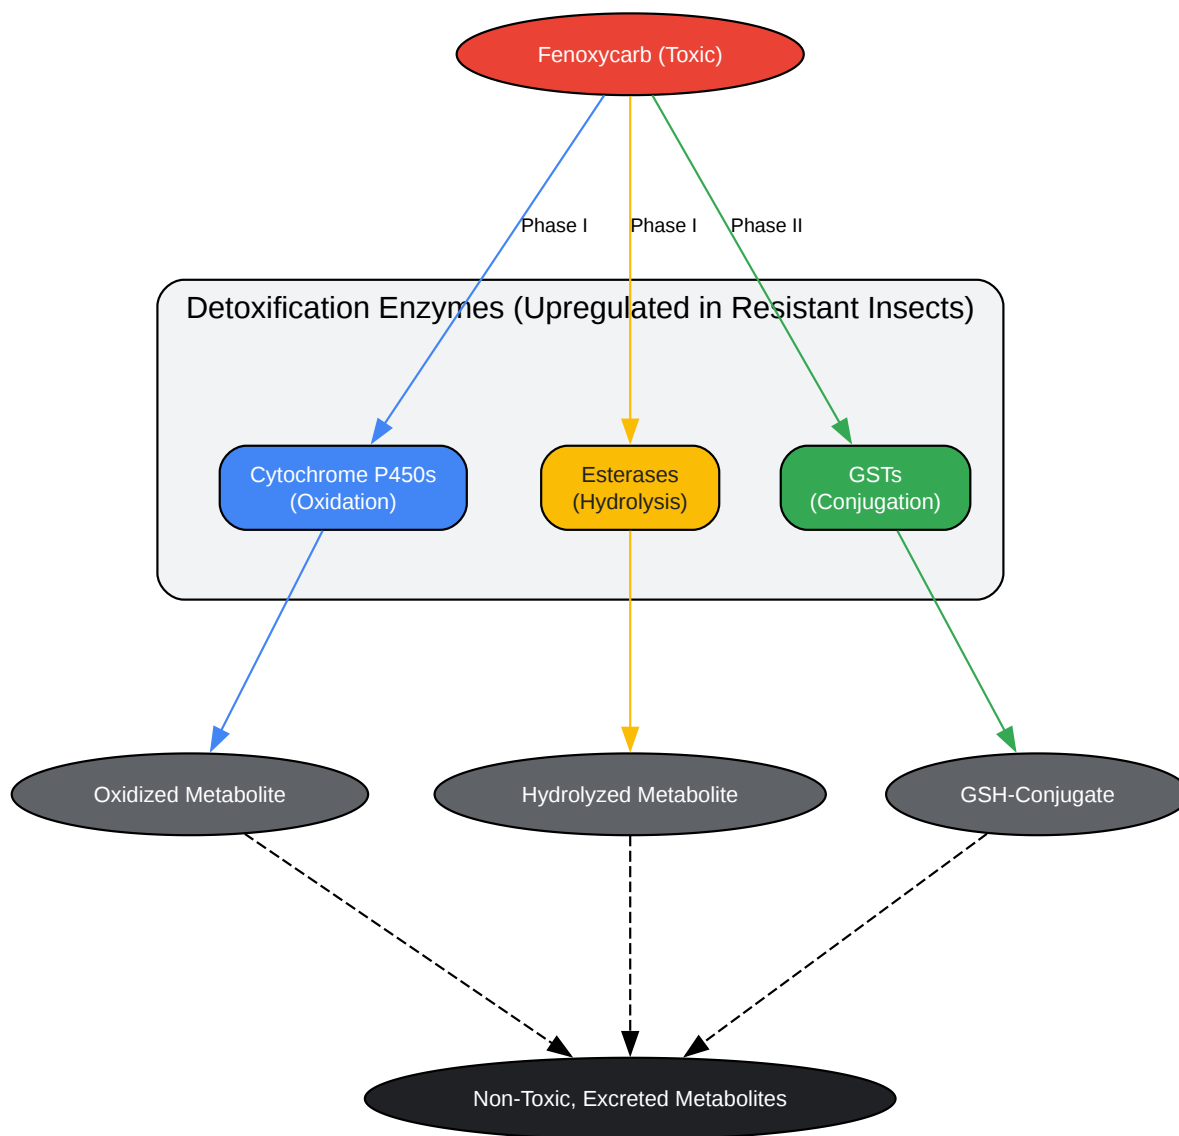 Fenoxycarb (Toxic)
Phase I
Phase I
Phase II
Detoxification Enzymes (Upregulated in Resistant Insects)
Cytochrome P450s
(Oxidation)
Esterases
(Hydrolysis)
GSTs
(Conjugation)
Oxidized Metabolite
Hydrolyzed Metabolite
GSH-Conjugate
Non-Toxic, Excreted Metabolites